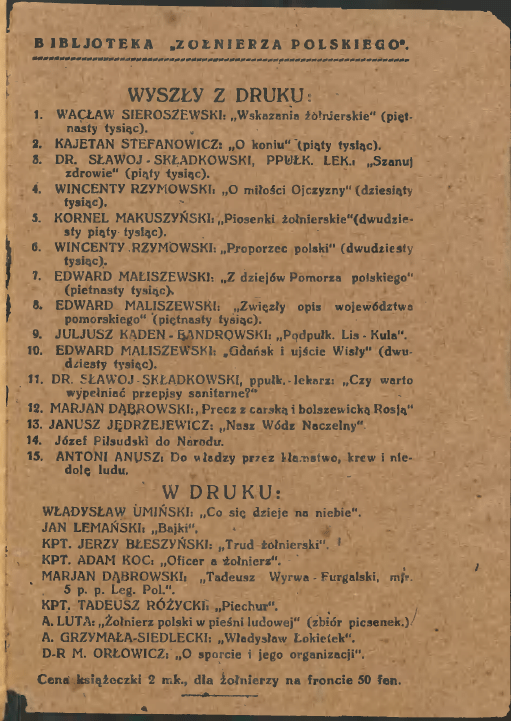 BIBLJOTEKA „ZOŁNIERZA POLSKIEGO".
WYSZŁY Z DRUKU:
1. WACŁAW SIEROSZEWSKI: „Wskazania żołnierskie" (pięt-
nasty tysiąc).
2. KAJETAN STEFANOWICZ: „O koniu" (piąty tysiąc).
3. DR. SŁAWOJ-SKŁADKOWSKI, PPUŁK. LEK.: „Szanuj
zdrowie" (piąty tysiąc).
4. WINCENTY RZYMOWSKI: „O miłości Ojczyzny" (dziesiąty
tysiąc).
5. KORNEL MAKUSZYŃSKI: „Piosenki żołnierskie"(dwudzie-
sty piąty tysiąc).
6. WINCENTY RZYMOWSKI: „Proporzec polski" (dwudziesty
tysiąc).
7. EDWARD MALISZEWSKI: „Z dziejów Pomorza polskiego"
(piętnasty tysiąc).
8. EDWARD MALISZEWSKI: „Zwięzły opis województwa
pomorskiego" (piętnasty tysiąc).
9. JULJUSZ KADEN-BANDROWSKI: „Podpułk. Lis-Kula".
10. EDWARD MALISZEWSKI: „Gdańsk i ujście Wisły" (dwu-
dziesty tysiąc).
11. DR. SŁAWOJ-SKŁADKOWSKI, ppułk.-lekarz: „Czy warto
wypełniać przepisy sanitarne?"
12. MARJAN DĄBROWSKI: „Precz z carską i bolszewicką Rosją"
13. JANUSZ JĘDRZEJEWICZ: „Nasz Wódz Naczelny"
14. Józef Piłsudski do Narodu.
15. ANTONI ANUSZ: Do władzy przez kłamstwo, krew i nie-
dolę ludu.
W DRUKU:
WŁADYSŁAW UMIŃSKI: „Co się dzieje na niebie".
JAN LEMAŃSKI: „Bajki".
KPT. JERZY BŁESZYŃSKI: „Trud żołnierski".
KPT. ADAM KOC: „Oficer a żołnierz".
MARJAN DĄBROWSKI: „Tadeusz Wyrwa-Furgalski, mjr.
5 p. p. Leg. Pol.".
KPT. TADEUSZ RÓŻYCKI: „Piechur".
A. LUTA: „Żołnierz polski w pieśni ludowej" (zbiór piosenek.)
A. GRZYMAŁA-SIEDLECKI: „Władysław Łokietek".
D-R M. ORŁOWICZ: „O sporcie i jego organizacji".
Cena książeczki 2 mk., dla żołnierzy na froncie 50 fen.